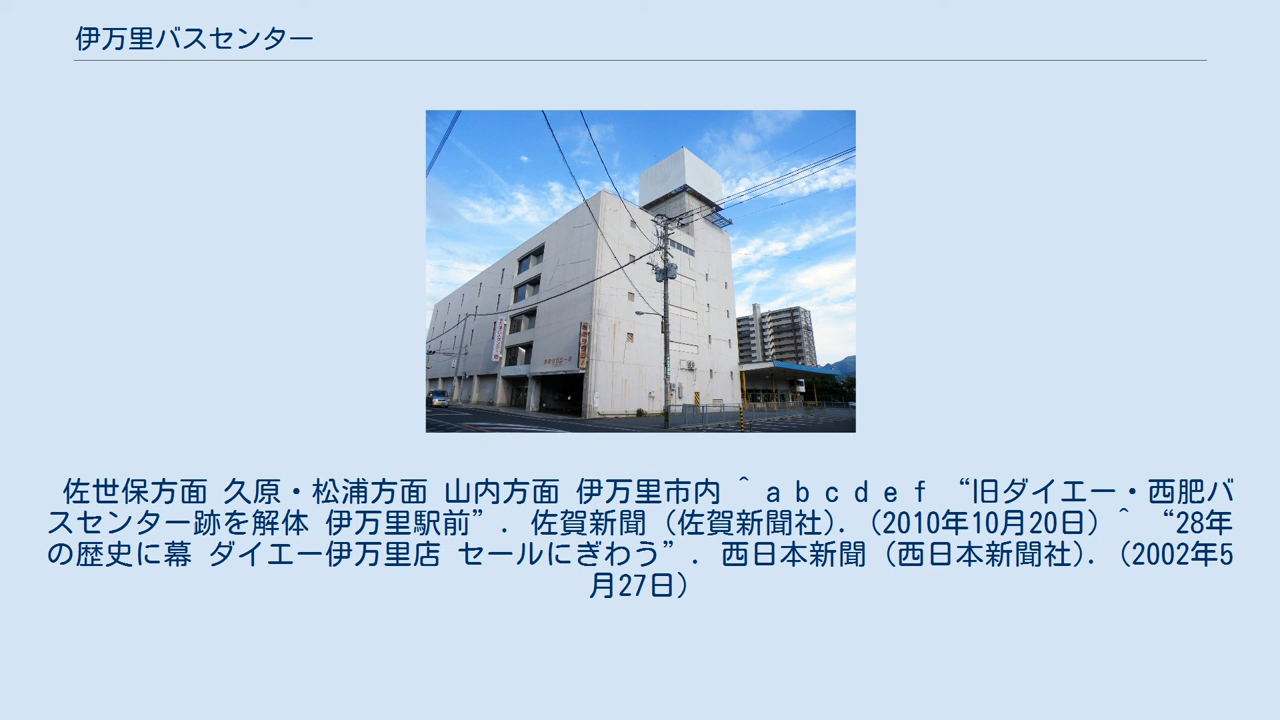 伊万里バスセンター
佐世保方面 久原・松浦方面 山内方面 伊万里市内 ^ a b c d e f “旧ダイエー・西肥バ
スセンター跡を解体 伊万里駅前”. 佐賀新聞 (佐賀新聞社). (2010年10月20日) ^ “28年
の歴史に幕 ダイエー伊万里店 セールにぎわう”. 西日本新聞 (西日本新聞社). (2002年5
月27日)